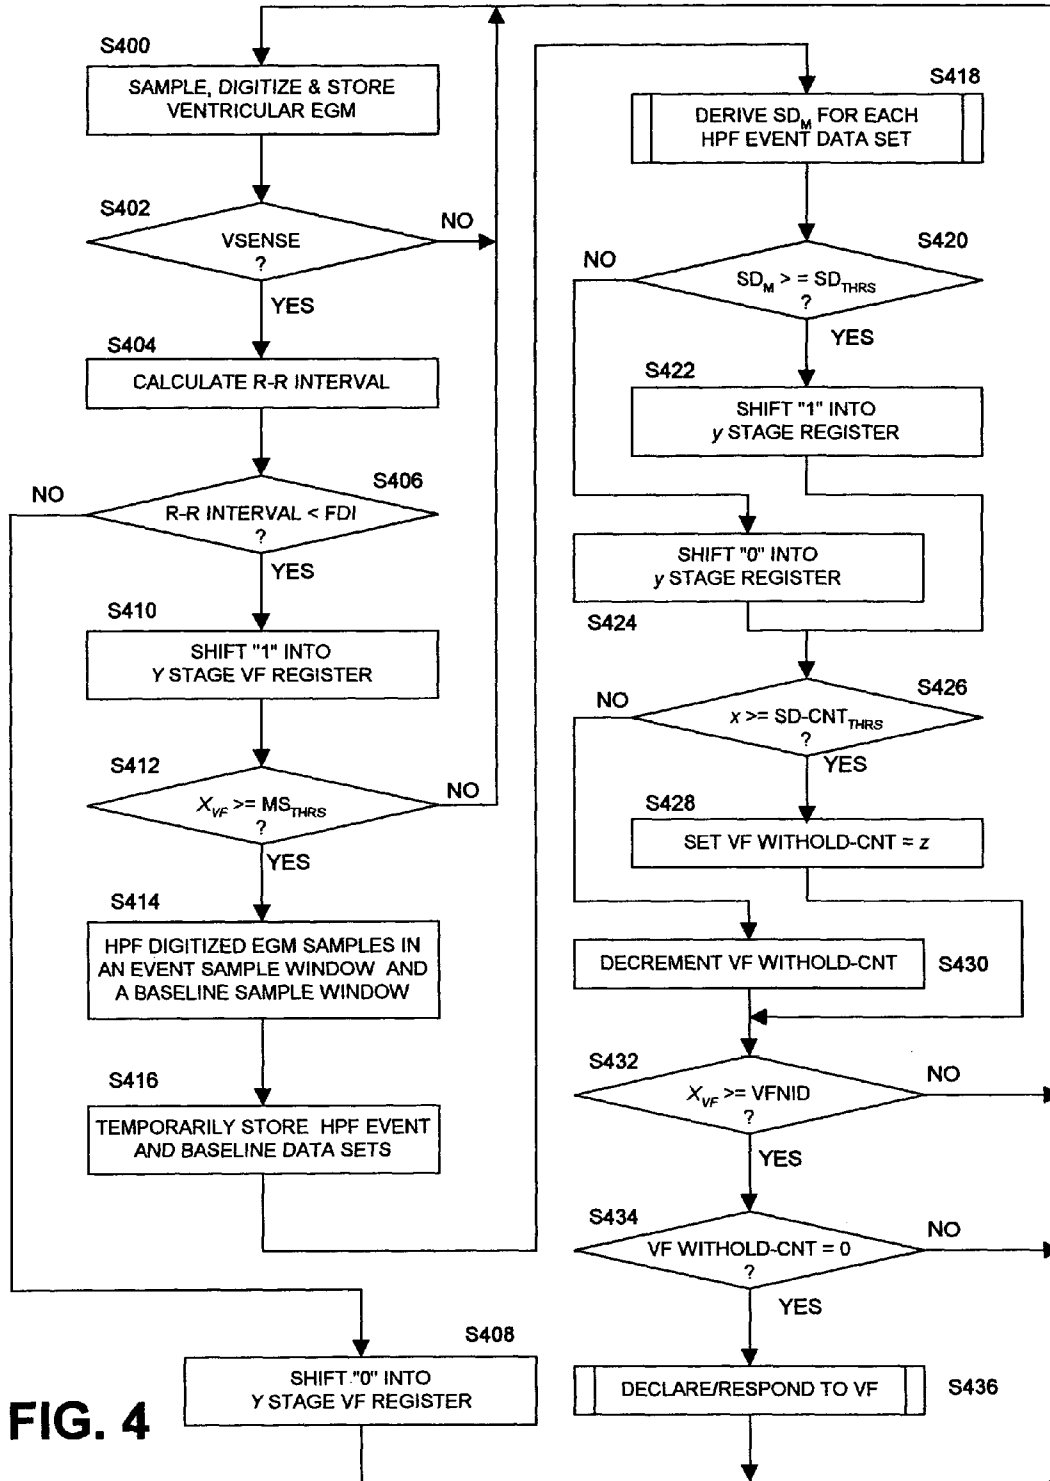 S400
SAMPLE, DIGITIZE & STORE
VENTRICULAR EGM
S402
VSENSE
?
NO
YES
S404
CALCULATE R-R INTERVAL
S406
NO
R-R INTERVAL < FDI
?
YES
S410
SHIFT "1" INTO
Y STAGE VF REGISTER
S412
X_VF >= MS_THRS
?
NO
YES
S414
HPF DIGITIZED EGM SAMPLES IN
AN EVENT SAMPLE WINDOW AND
A BASELINE SAMPLE WINDOW
S416
TEMPORARILY STORE HPF EVENT
AND BASELINE DATA SETS
S408
SHIFT "0" INTO
Y STAGE VF REGISTER
S418
DERIVE SD_M FOR EACH
HPF EVENT DATA SET
S420
NO
SD_M > = SD_THRS
?
YES
S422
SHIFT "1" INTO
y STAGE REGISTER
SHIFT "0" INTO
y STAGE REGISTER
S424
S426
NO
x >= SD-CNT_THRS
?
YES
S428
SET VF WITHOLD-CNT = z
DECREMENT VF WITHOLD-CNT
S430
S432
X_VF >= VFNID
?
NO
YES
S434
VF WITHOLD-CNT = 0
?
NO
YES
DECLARE/RESPOND TO VF
S436
FIG. 4